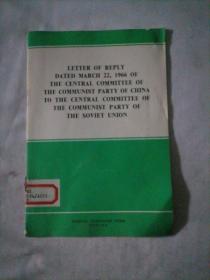 LETTER OF REPLY
DATED MARCH 22, 1966 OF
THE CENTRAL COMMITTEE OF
THE COMMUNIST PARTY OF CHINA
TO THE CENTRAL COMMITTEE OF
THE COMMUNIST PARTY OF
THE SOVIET UNION